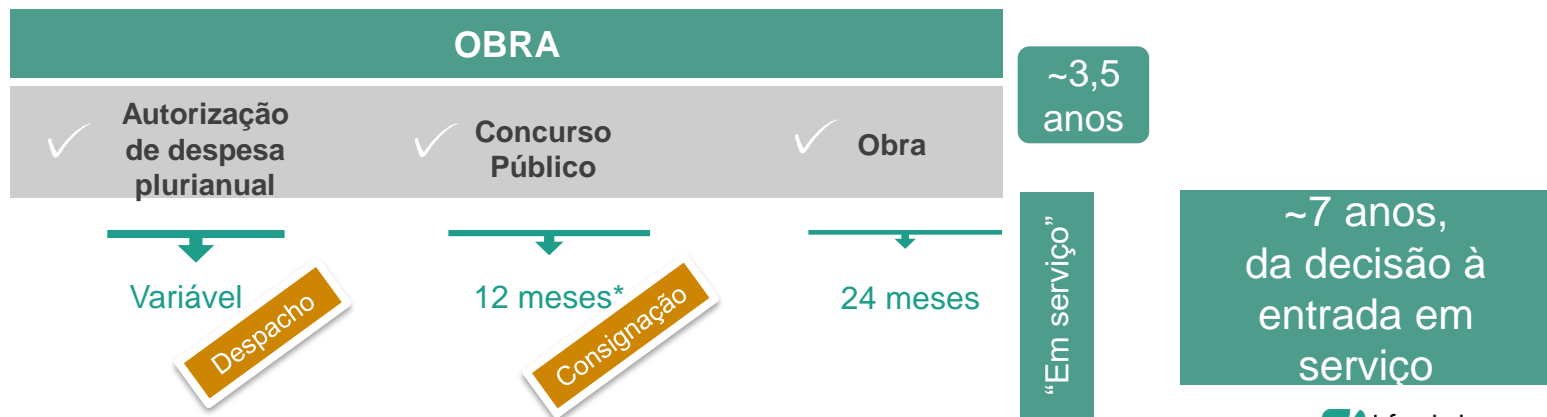 OBRA
~3,5
anos
Autorização
de despesa
plurianual
Concurso
Público
Obra
Variável
Despacho
12 meses*
Consignação
24 meses
“Em serviço”
~7 anos,
da decisão à
entrada em
serviço